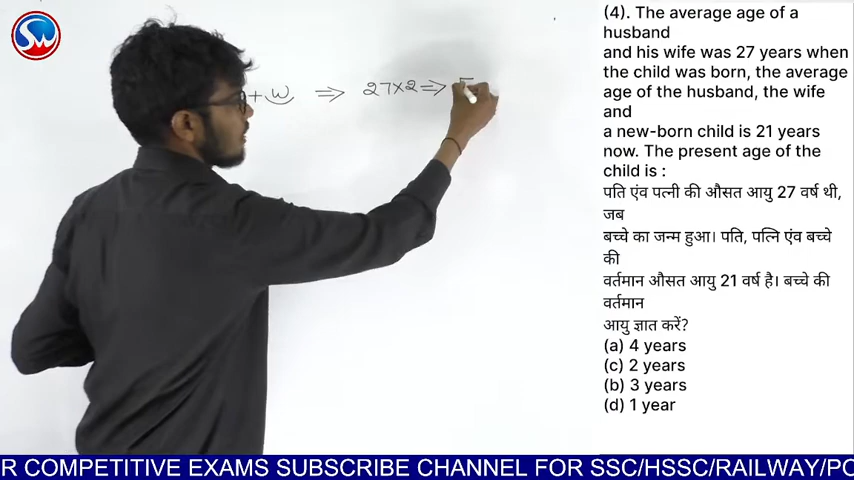 SW
+ w ⇒ 27×2 ⇒ 5
(4). The average age of a
husband
and his wife was 27 years when
the child was born, the average
age of the husband, the wife
and
a new-born child is 21 years
now. The present age of the
child is :
पति एंव पत्नी की औसत आयु 27 वर्ष थी,
जब
बच्चे का जन्म हुआ। पति, पत्नि एंव बच्चे
की
वर्तमान औसत आयु 21 वर्ष है। बच्चे की
वर्तमान
आयु ज्ञात करें?
(a) 4 years
(c) 2 years
(b) 3 years
(d) 1 year
R COMPETITIVE EXAMS SUBSCRIBE CHANNEL FOR SSC/HSSC/RAILWAY/PO